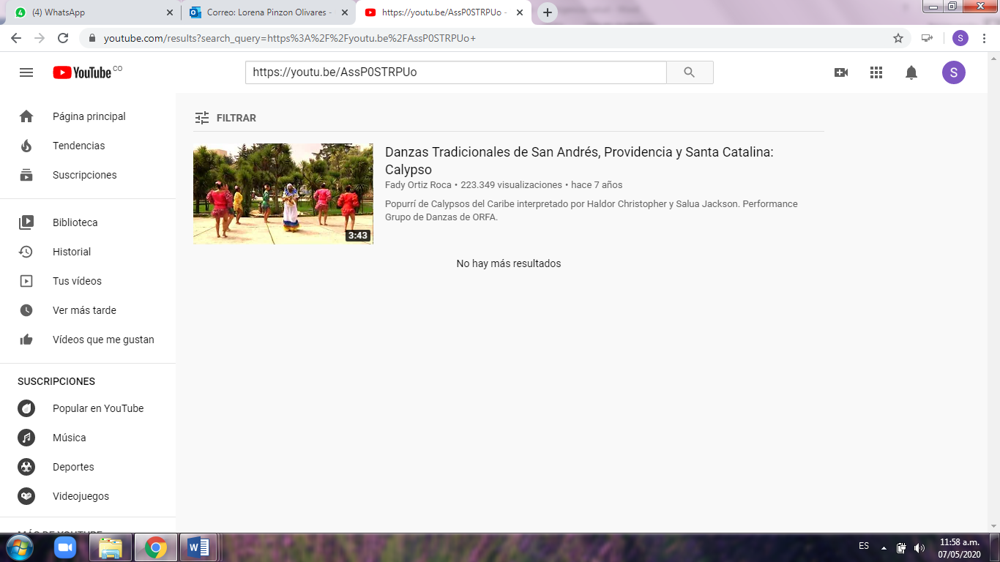 (4) WhatsApp
Correo: Lorena Pinzon Olivares -
https://youtu.be/AssP0STRPUo -
youtube.com/results?search_query=https%3A%2F%2Fyoutu.be%2FAssP0STRPUo+
S
YouTube CO
https://youtu.be/AssP0STRPUo
S
Página principal
Tendencias
Suscripciones
Biblioteca
Historial
Tus vídeos
Ver más tarde
Vídeos que me gustan
SUSCRIPCIONES
Popular en YouTube
Música
Deportes
Videojuegos
MÁS DE YOUTUBE
FILTRAR
3:43
Danzas Tradicionales de San Andrés, Providencia y Santa Catalina:
Calypso
Fady Ortiz Roca • 223.349 visualizaciones • hace 7 años
Popurrí de Calypsos del Caribe interpretado por Haldor Christopher y Salua Jackson. Performance
Grupo de Danzas de ORFA.
No hay más resultados
ES
11:58 a.m.
07/05/2020